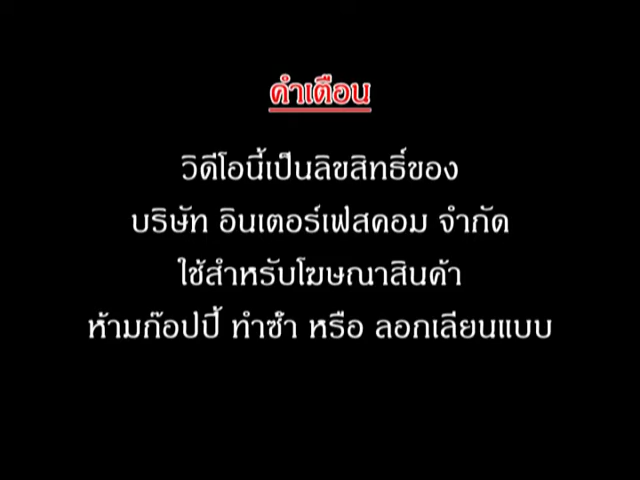 คำเตือน
วิดีโอนี้เป็นลิขสิทธิ์ของ
บริษัท อินเตอร์เฟสคอม จำกัด
ใช้สำหรับโฆษณาสินค้า
ห้ามก๊อปปี้ ทำซ้ำ หรือ ลอกเลียนแบบ